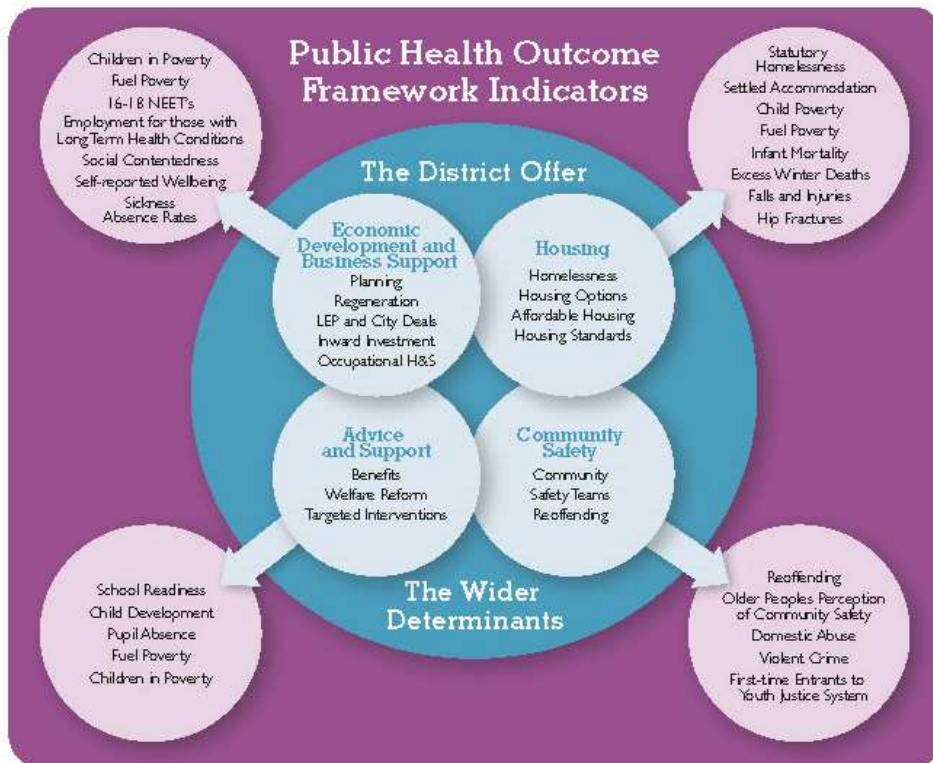 Public Health Outcome
Framework Indicators
Children in Poverty
Fuel Poverty
16-18 NEET's
Employment for those with
Long Term Health Conditions
Social Contentedness
Self-reported Wellbeing
Sickness
Absence Rates
Statutory
Homelessness
Settled Accommodation
Child Poverty
Fuel Poverty
Infant Mortality
Excess Winter Deaths
Falls and Injuries
Hip Fractures
The District Offer
Economic
Development and
Business Support
Planning
Regeneration
LEP and City Deals
Inward Investment
Occupational H&S
Housing
Homelessness
Housing Options
Affordable Housing
Housing Standards
Advice
and Support
Benefits
Welfare Reform
Targeted Interventions
Community
Safety
Community
Safety Teams
Reoffending
The Wider
Determinants
School Readiness
Child Development
Pupil Absence
Fuel Poverty
Children in Poverty
Reoffending
Older Peoples Perception
of Community Safety
Domestic Abuse
Violent Crime
First-time Entrants to
Youth Justice System